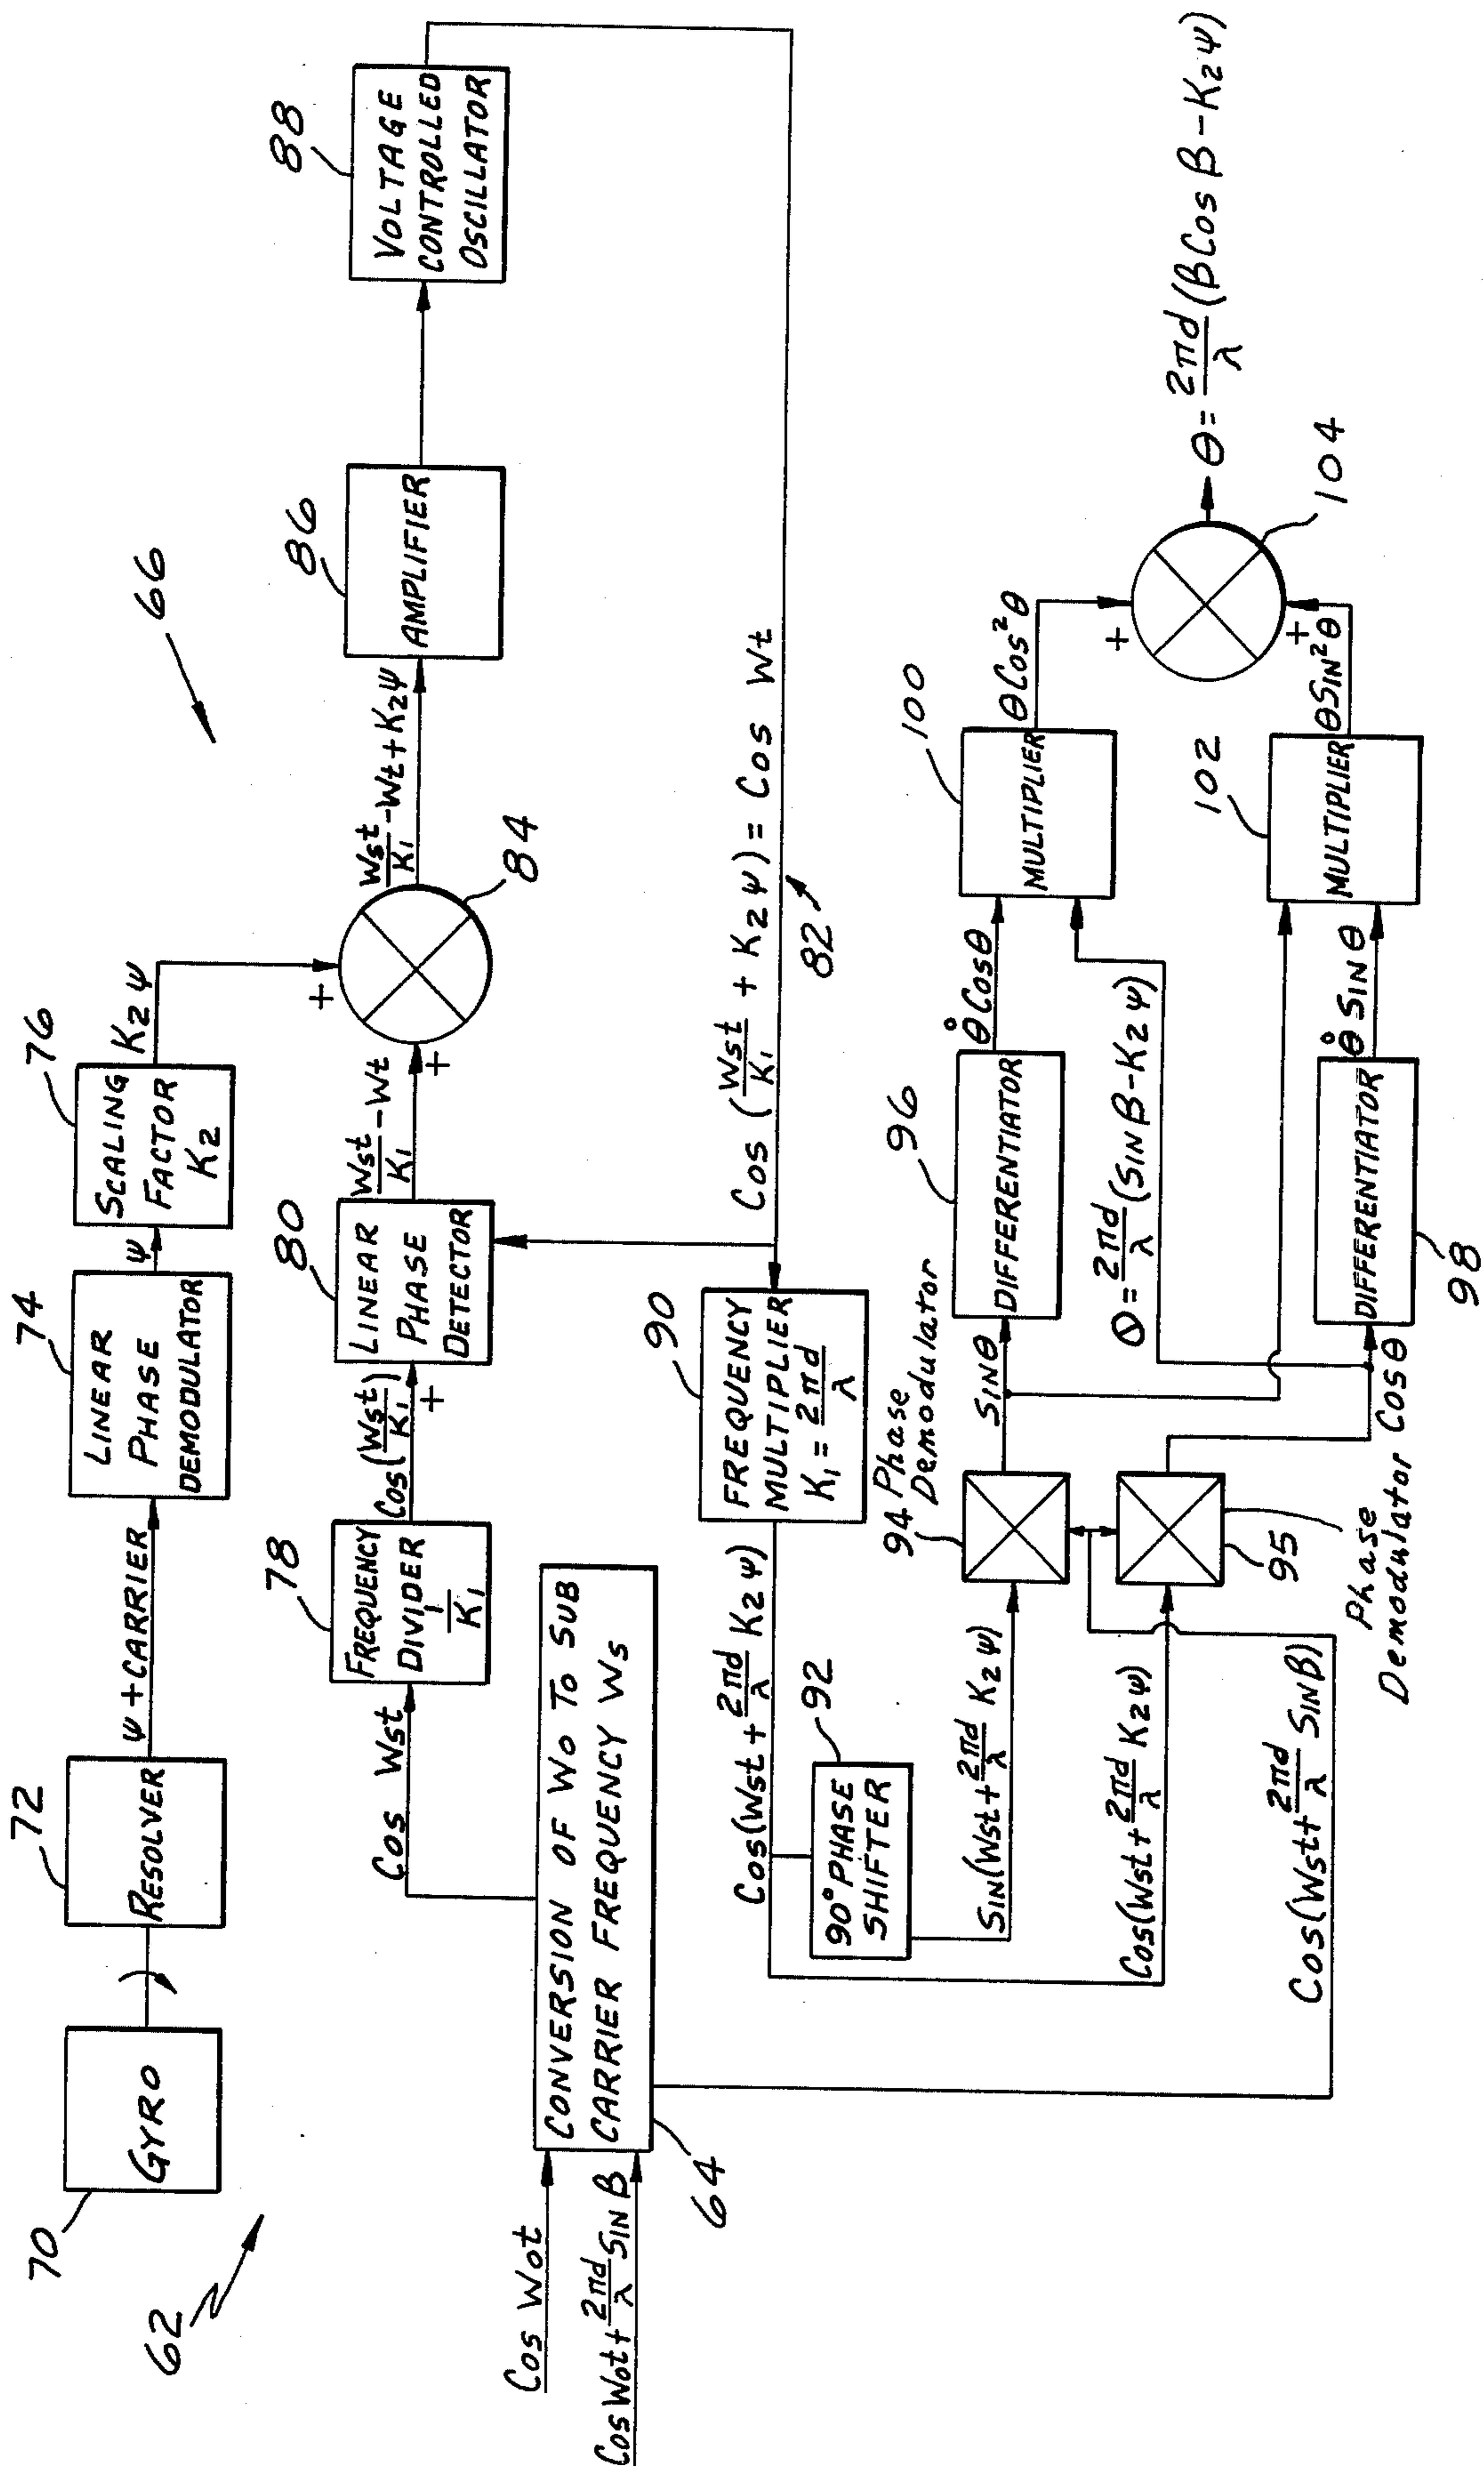 62
70
GYRO
72
RESOLVER
ψ + CARRIER
74
LINEAR
PHASE
DEMODULATOR
ψ
76
SCALING
FACTOR
K2
K2ψ
66
Cos Wot
Cos Wot + 2πd/λ SIN β
64
CONVERSION OF Wo TO SUB
CARRIER FREQUENCY Ws
Cos Wst
78
FREQUENCY
DIVIDER
1/K1
Cos(Wst/K1)
+
80
LINEAR
PHASE
DETECTOR
Wst/K1 - Wt
+
+
84
Wst/K1 - Wt + K2ψ
86
AMPLIFIER
88
VOLTAGE
CONTROLLED
OSCILLATOR
Cos (Wst/K1 + K2ψ) = Cos Wt
82
90
FREQUENCY
MULTIPLIER
K1 = 2πd/λ
Cos(Wst + 2πd/λ K2ψ)
92
90° PHASE
SHIFTER
SIN(Wst + 2πd/λ K2ψ)
Cos(Wst + 2πd/λ K2ψ)
Cos(Wst + 2πd/λ SIN β)
94 Phase
Demodulator
95
Phase
Demodulator
SIN θ
Cos θ
96
DIFFERENTIATOR
θ̇ Cos θ
θ = 2πd/λ (SIN β - K2ψ)
98
DIFFERENTIATOR
θ̇ SIN θ
100
MULTIPLIER
θ Cos²θ
102
MULTIPLIER
θ SIN²θ
+
+
104
θ = 2πd/λ (β Cos β - K2ψ)